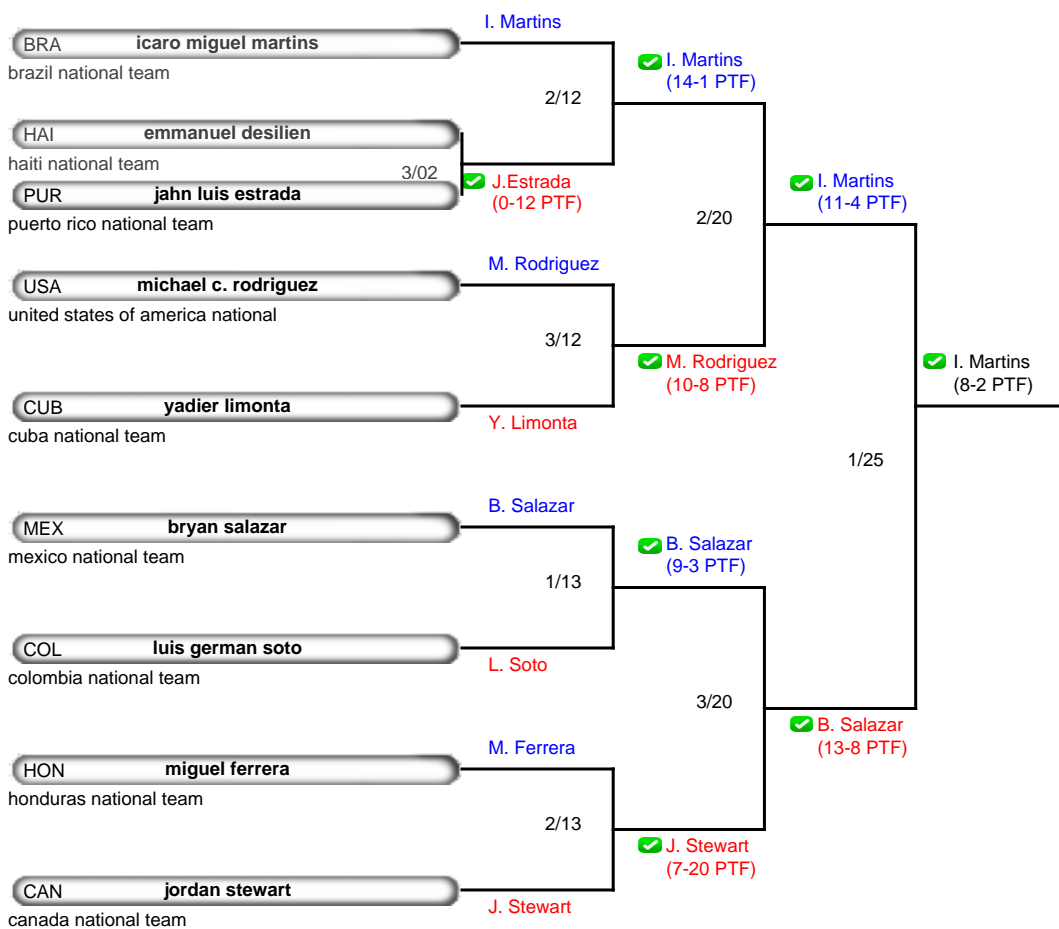 I. Martins
BRA icaro miguel martins
brazil national team
I. Martins
(14-1 PTF)
2/12
HAI emmanuel desilien
haiti national team
3/02
J.Estrada
(0-12 PTF)
PUR jahn luis estrada
puerto rico national team
I. Martins
(11-4 PTF)
2/20
M. Rodriguez
USA michael c. rodriguez
united states of america national
3/12
M. Rodriguez
(10-8 PTF)
I. Martins
(8-2 PTF)
CUB yadier limonta
cuba national team
Y. Limonta
1/25
B. Salazar
MEX bryan salazar
mexico national team
B. Salazar
(9-3 PTF)
1/13
COL luis german soto
colombia national team
L. Soto
3/20
B. Salazar
(13-8 PTF)
M. Ferrera
HON miguel ferrera
honduras national team
2/13
J. Stewart
(7-20 PTF)
CAN jordan stewart
canada national team
J. Stewart